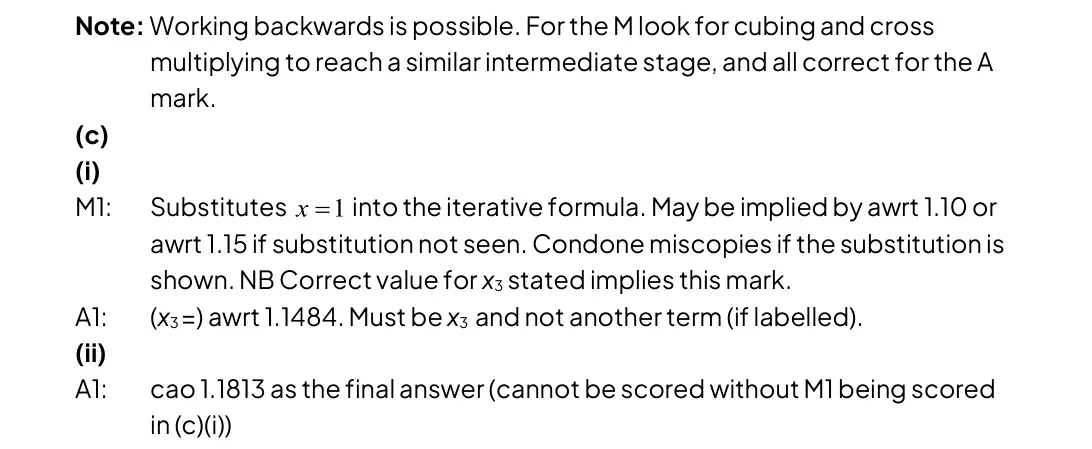 Note: Working backwards is possible. For the M look for cubing and cross
multiplying to reach a similar intermediate stage, and all correct for the A
mark.
(c)
(i)
M1: Substitutes x = 1 into the iterative formula. May be implied by awrt 1.10 or
awrt 1.15 if substitution not seen. Condone miscopies if the substitution is
shown. NB Correct value for x₃ stated implies this mark.
A1: (x₃ =) awrt 1.1484. Must be x₃ and not another term (if labelled).
(ii)
A1: cao 1.1813 as the final answer (cannot be scored without M1 being scored
in (c)(i))